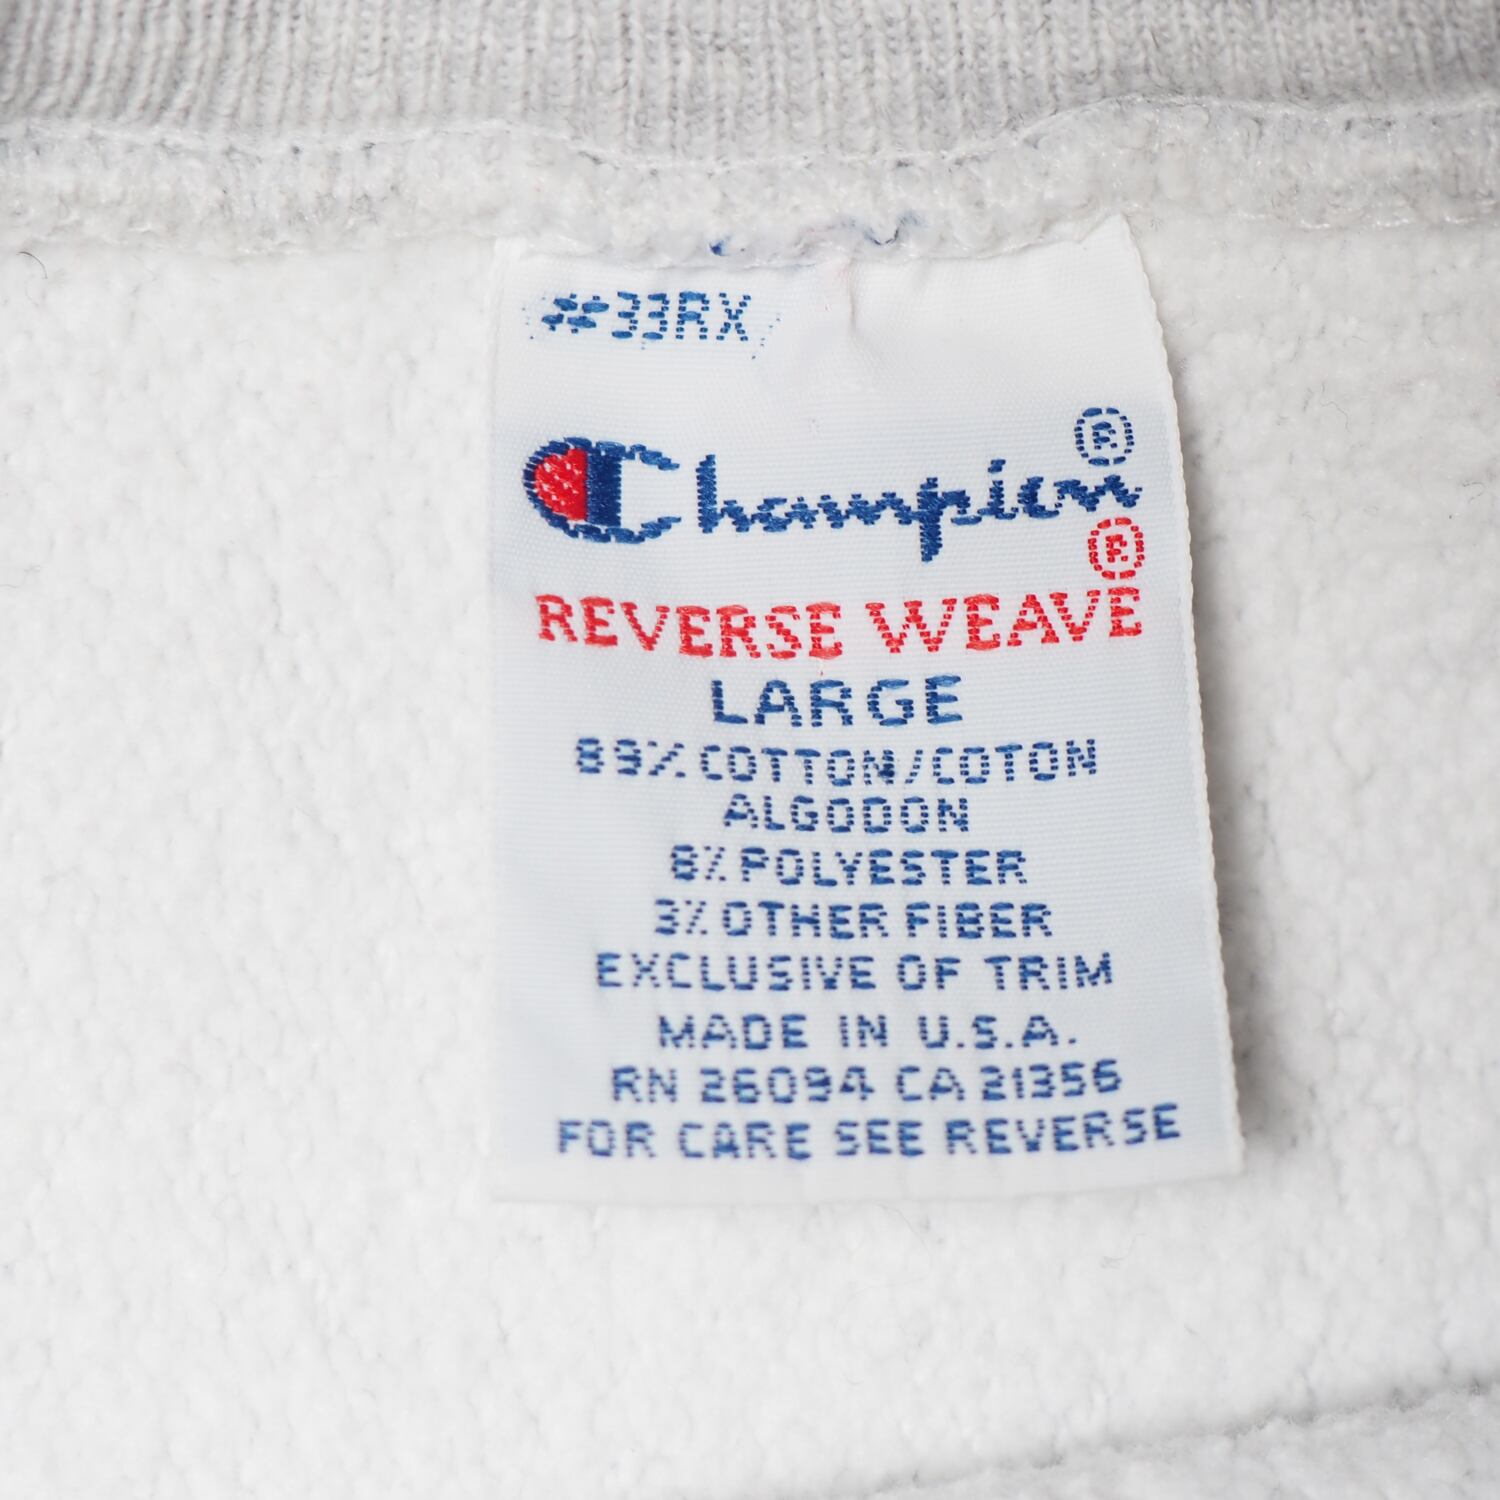 #33RX
Champion®
REVERSE WEAVE®
LARGE
89% COTTON/COTON
ALGODON
8% POLYESTER
3% OTHER FIBER
EXCLUSIVE OF TRIM
MADE IN U.S.A.
RN 26094 CA 21356
FOR CARE SEE REVERSE